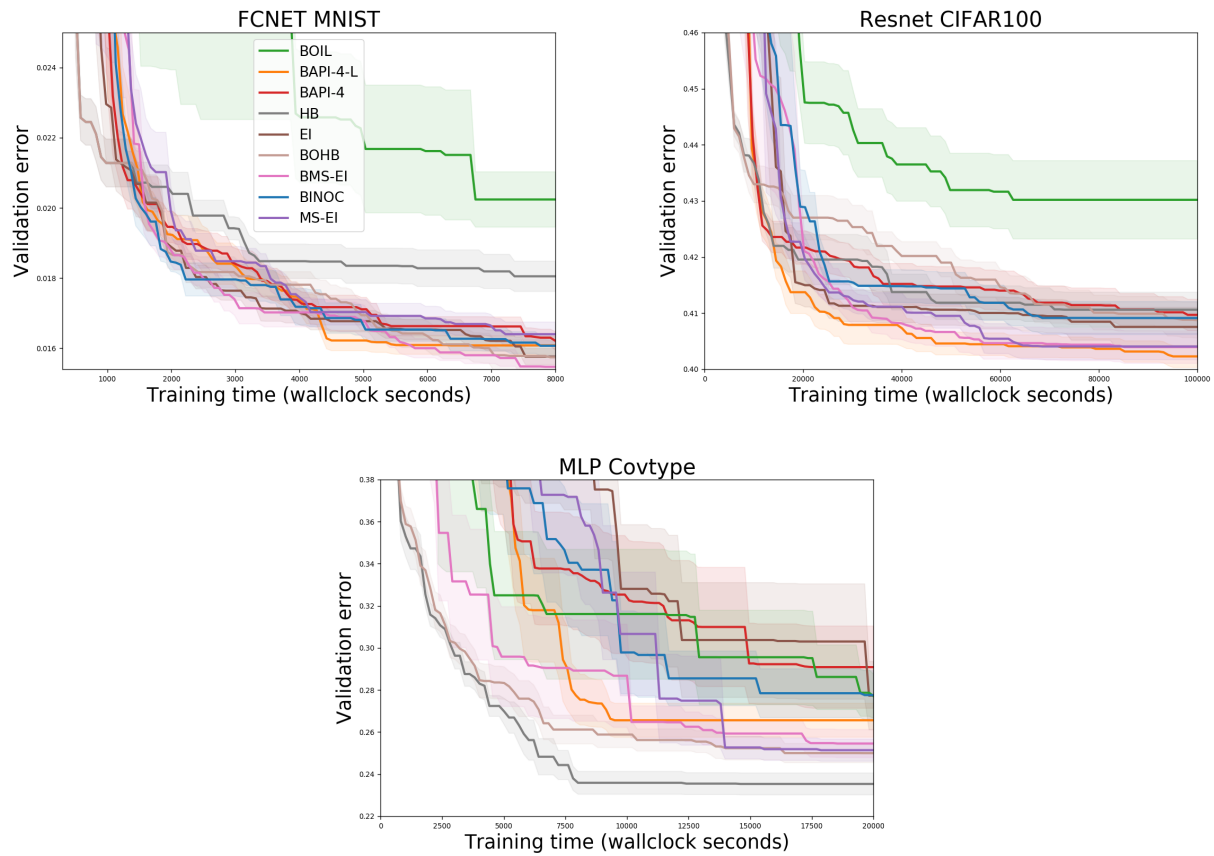 FCNET MNIST
Validation error
0.024
0.022
0.020
0.018
0.016
BOIL
BAPI-4-L
BAPI-4
HB
EI
BOHB
BMS-EI
BINOC
MS-EI
1000 2000 3000 4000 5000 6000 7000 8000
Training time (wallclock seconds)
Resnet CIFAR100
Validation error
0.46
0.45
0.44
0.43
0.42
0.41
0.40
0 20000 40000 60000 80000 100000
Training time (wallclock seconds)
MLP Covtype
Validation error
0.38
0.36
0.34
0.32
0.30
0.28
0.26
0.24
0.22
0 2500 5000 7500 10000 12500 15000 17500 20000
Training time (wallclock seconds)